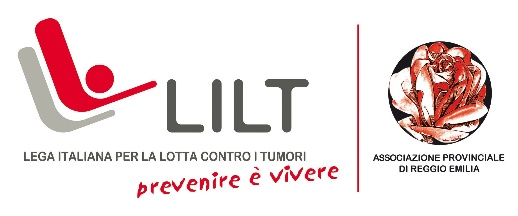 LILT
LEGA ITALIANA PER LA LOTTA CONTRO I TUMORI
prevenire è vivere
ASSOCIAZIONE PROVINCIALE
DI REGGIO EMILIA